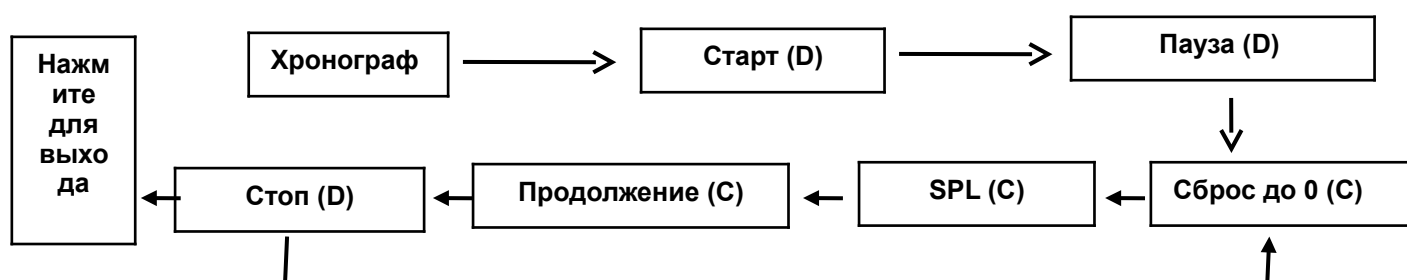 Нажм
ите
для
выхо
да
Хронограф
Старт (D)
Пауза (D)
Стоп (D)
Продолжение (C)
SPL (C)
Сброс до 0 (C)